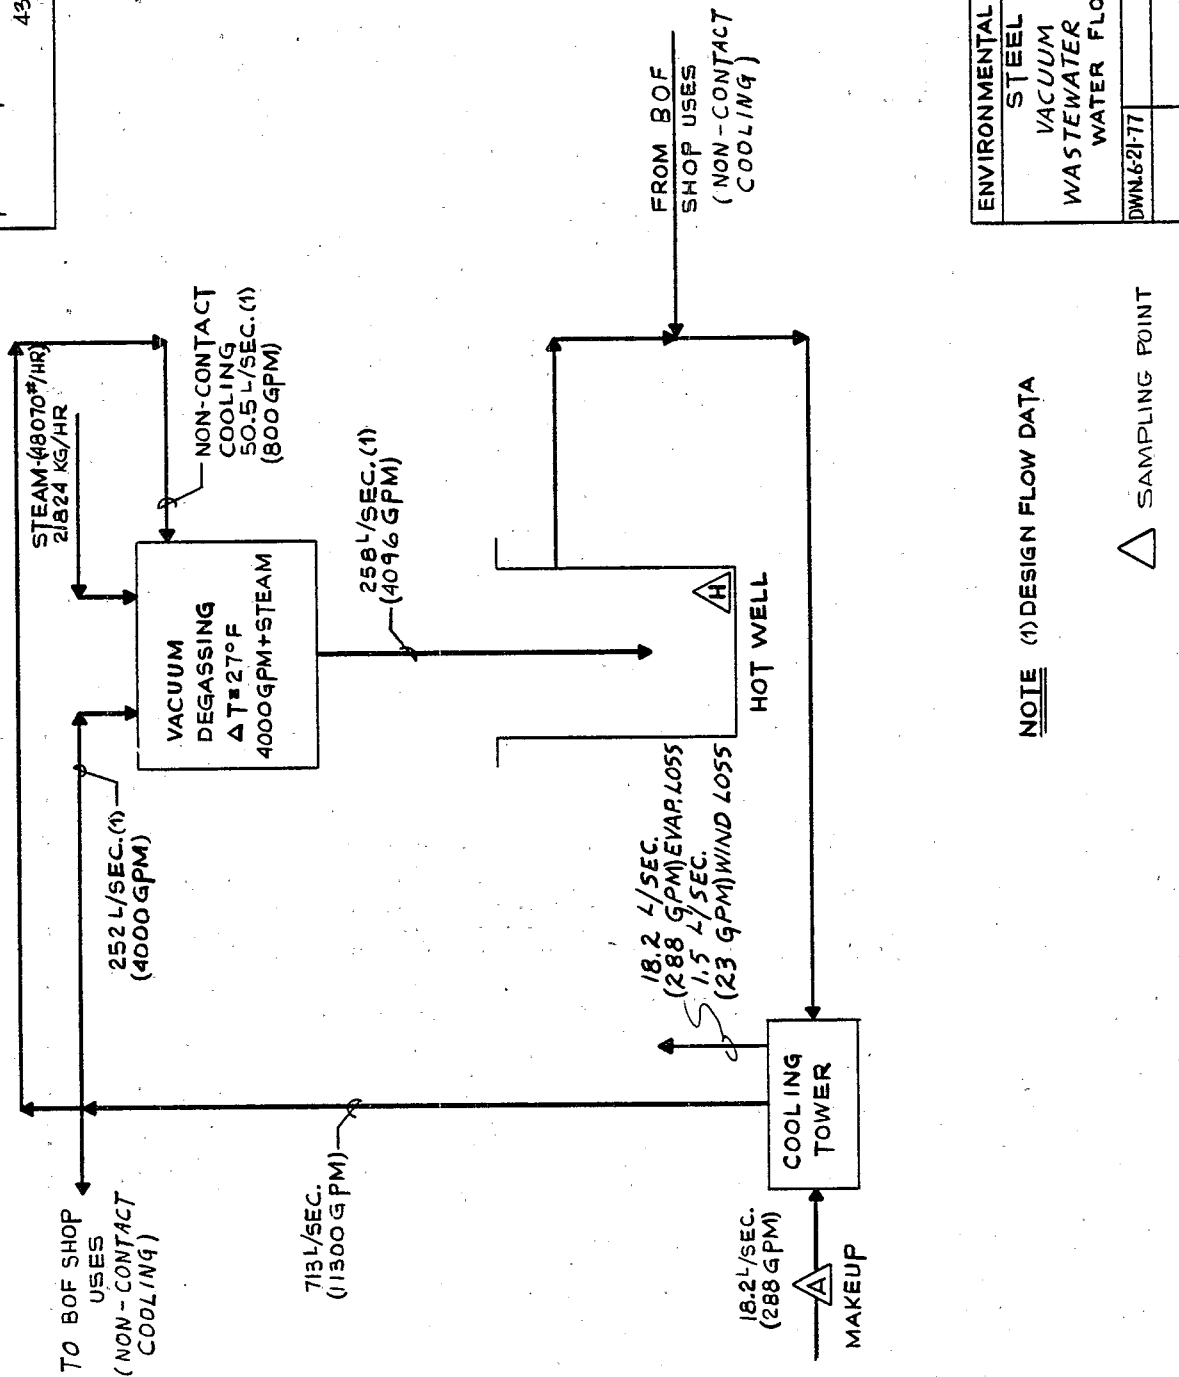 43
STEAM-(48070#/HR)
21824 KG/HR
NON-CONTACT
COOLING
50.5 L/SEC.(1)
(800 GPM)
252 L/SEC.(1)
(4000 GPM)
VACUUM
DEGASSING
ΔT=27°F
4000GPM+STEAM
258 L/SEC.(1)
(4096 GPM)
TO BOF SHOP
USES
(NON-CONTACT
COOLING)
713 L/SEC.
(11300 GPM)
FROM BOF
SHOP USES
(NON-CONTACT
COOLING)
H
HOT WELL
18.2 L/SEC.
(288 GPM) EVAP. LOSS
1.5 L/SEC.
(23 GPM) WIND LOSS
COOLING
TOWER
18.2 L/SEC.
(288 GPM)
A
MAKEUP
NOTE (1) DESIGN FLOW DATA
SAMPLING POINT
ENVIRONMENTAL
STEEL
VACUUM
WASTEWATER
WATER FLO
DWN.6-21-77